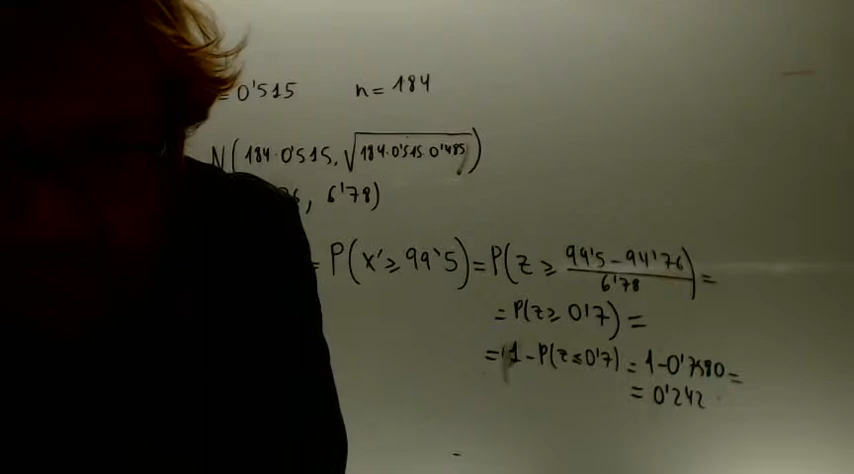 = 0'515 n = 184
N(184·0'515, √184·0'515·0'485)
6, 6'78)
= P(x' ≥ 99'5) = P(z ≥ (99'5 - 94'76)/6'78) =
= P(z ≥ 0'7) =
= 1 - P(z ≤ 0'7) = 1 - 0'7580 =
= 0'242